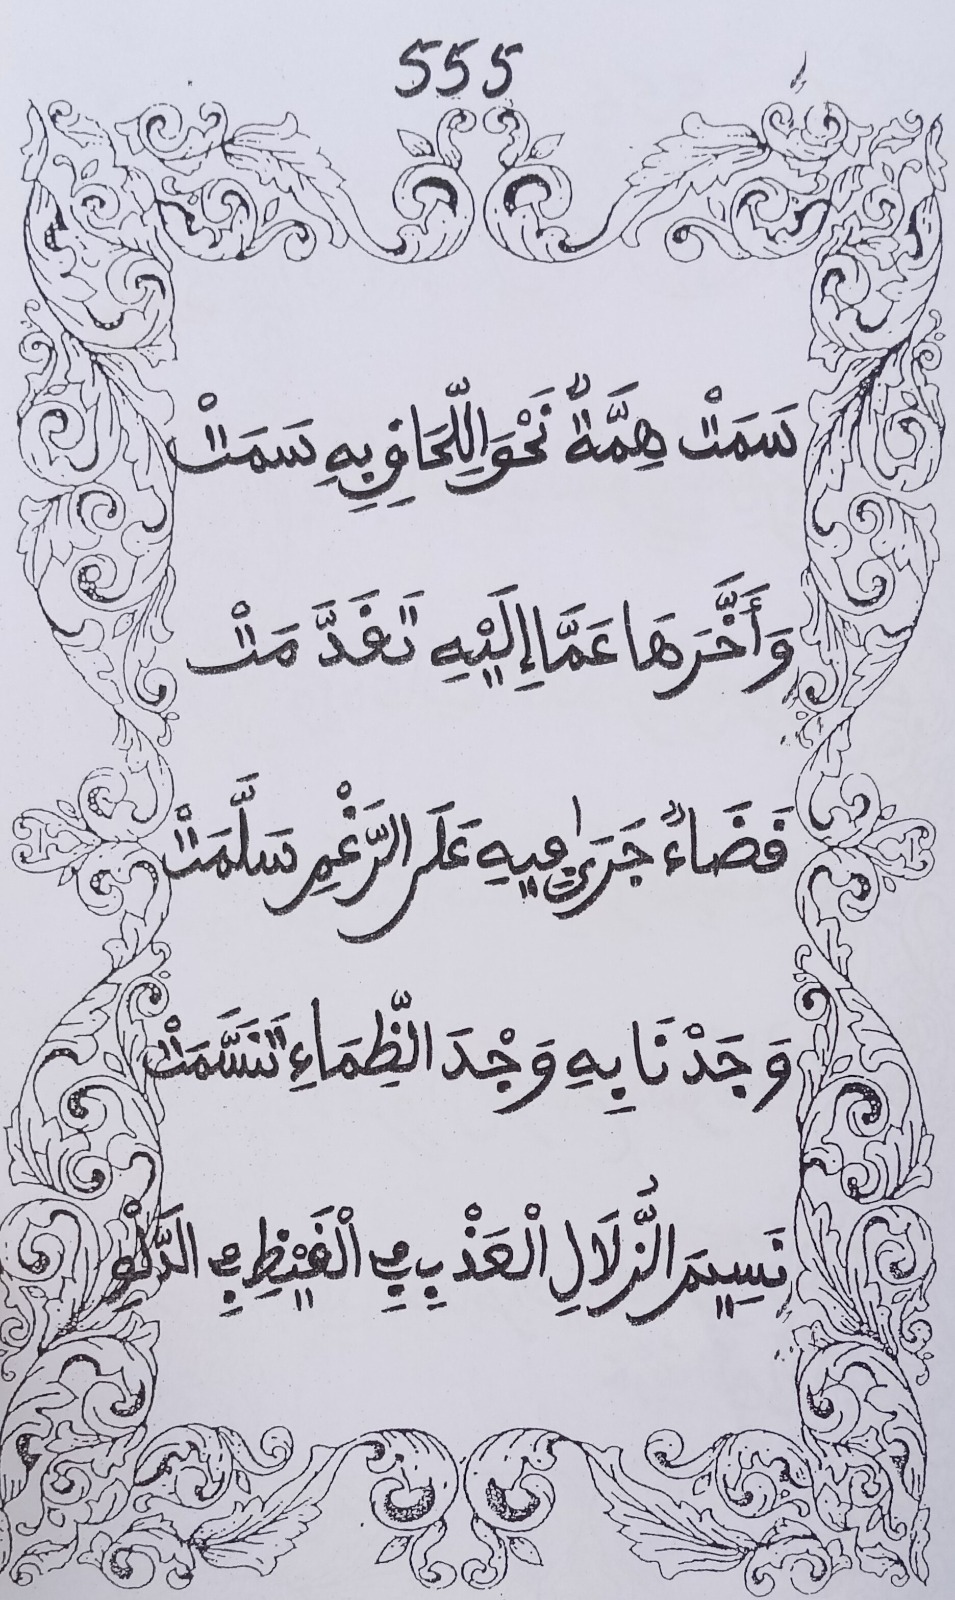 555
سَمَتْ هِمَّةٌ نَحْوَ اللِّحَاقِ بِهِ سَمَتْ
وَأَخَّرَهَا عَمَّا إِلَيْهِ تَقَدَّمَتْ
قَضَاءٌ جَرَىٰ فِيهِ عَلَى الرَّغْمِ سَلَّمَتْ
وَجَدْنَا بِهِ وَجْدَ الظِّمَاءِ تَنَسَّمَتْ
نَسِيمَ الزُّلَالِ الْعَذْبِ فِي الْقَيْظِ فِي الدَّلْوِ